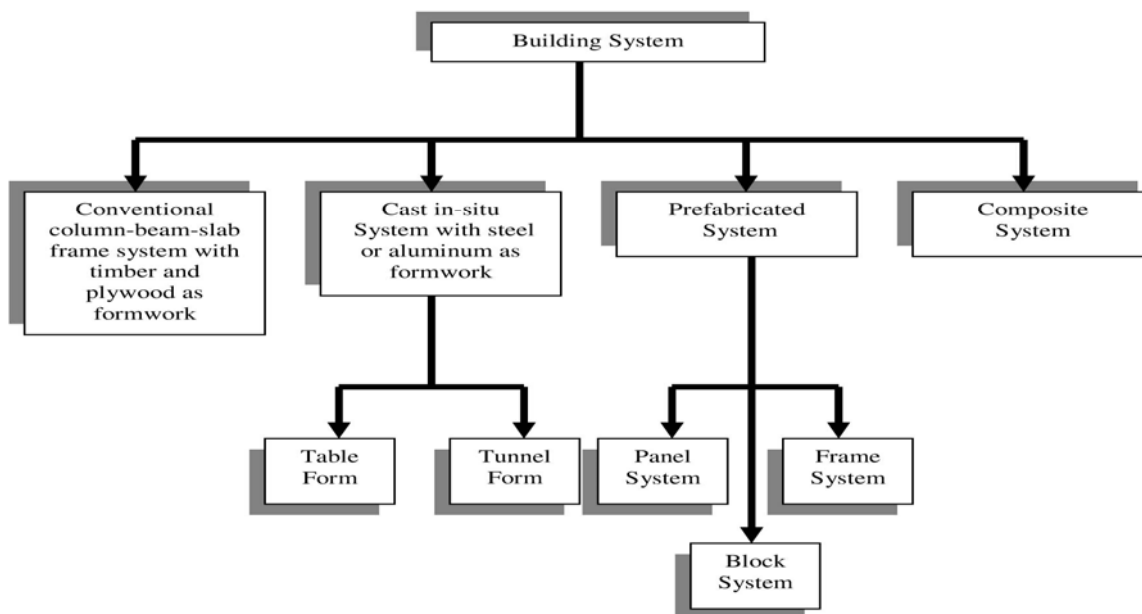 Building System
Conventional
column-beam-slab
frame system with
timber and
plywood as
formwork
Cast in-situ
System with steel
or aluminum as
formwork
Prefabricated
System
Composite
System
Table
Form
Tunnel
Form
Panel
System
Frame
System
Block
System